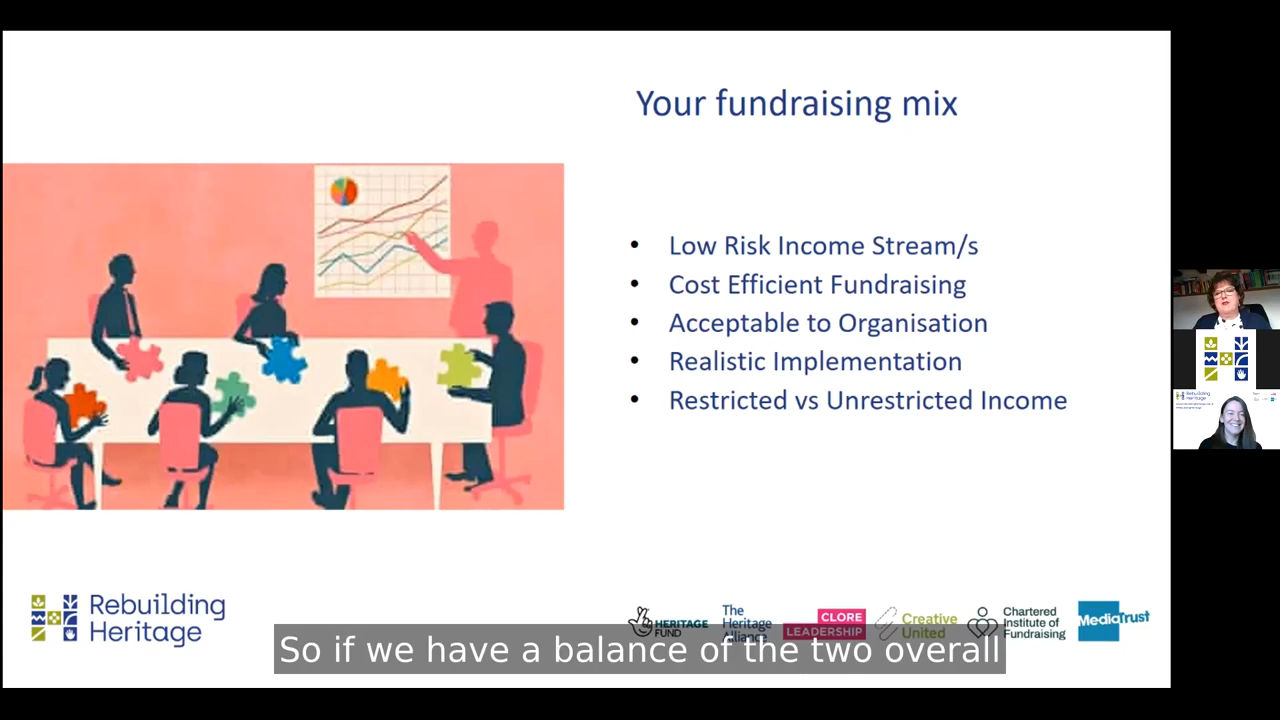 Your fundraising mix
• Low Risk Income Stream/s
• Cost Efficient Fundraising
• Acceptable to Organisation
• Realistic Implementation
• Restricted vs Unrestricted Income
Rebuilding
Heritage
HERITAGE
FUND
The
Heritage
Alliance
CLORE
LEADERSHIP
Creative
United
Chartered
Institute of
Fundraising
MediaTrust
So if we have a balance of the two overall
Rebuilding
Heritage